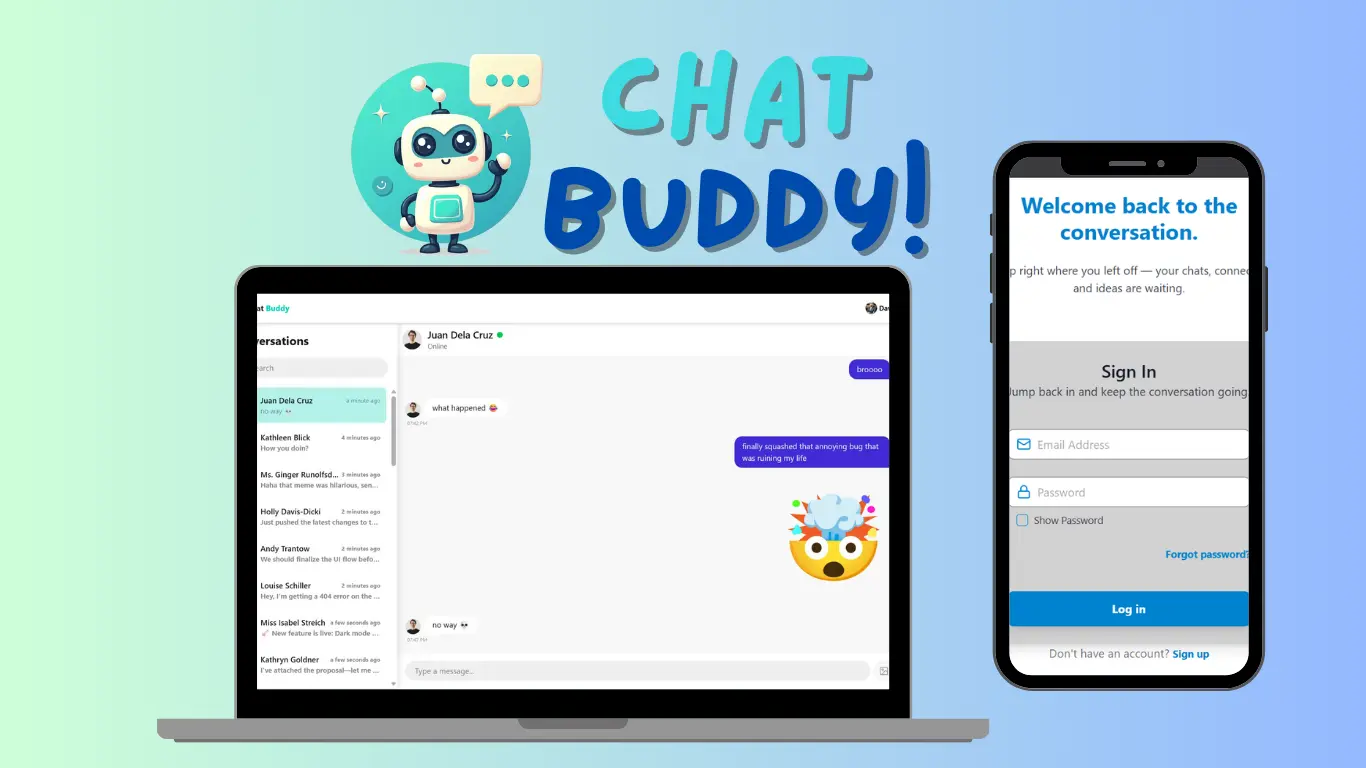 CHAT
BUDDY!
at Buddy
Da
ersations
arch
Juan Dela Cruz a minute ago
no way 💀
Kathleen Blick 4 minutes ago
How you doin?
Ms. Ginger Runolfsd... 3 minutes ago
Haha that meme was hilarious, sen...
Holly Davis-Dicki 2 minutes ago
Just pushed the latest changes to t...
Andy Trantow 2 minutes ago
We should finalize the UI flow befo...
Louise Schiller 2 minutes ago
Hey, I'm getting a 404 error on the ...
Miss Isabel Streich a few seconds ago
🚀 New feature is live: Dark mode ...
Kathryn Goldner a few seconds ago
I've attached the proposal—let me ...
Juan Dela Cruz
Online
broooo
what happened 😂
07:42 PM
finally squashed that annoying bug that
was ruining my life
no way 💀
07:47 PM
Type a message...
Welcome back to the
conversation.
p right where you left off — your chats, connec
and ideas are waiting.
Sign In
Jump back in and keep the conversation going
Email Address
Password
Show Password
Forgot password?
Log in
Don't have an account? Sign up